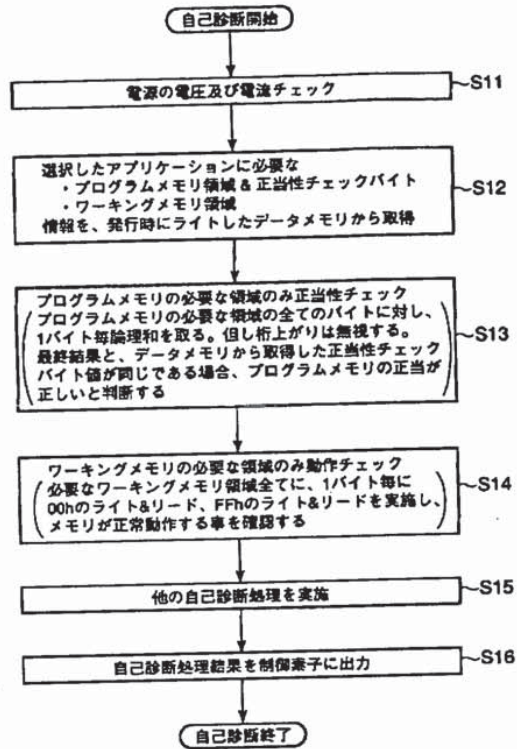 自己診断開始
電源の電圧及び電流チェック
S11
選択したアプリケーションに必要な
・プログラムメモリ領域 & 正当性チェックバイト
・ワーキングメモリ領域
情報を、発行時にライトしたデータメモリから取得
S12
プログラムメモリの必要な領域のみ正当性チェック
プログラムメモリの必要な領域の全てのバイトに対し、
1バイト毎論理和を取る。但し桁上がりは無視する。
最終結果と、データメモリから取得した正当性チェック
バイト値が同じである場合、プログラムメモリの正当が
正しいと判断する
S13
ワーキングメモリの必要な領域のみ動作チェック
必要なワーキングメモリ領域全てに、1バイト毎に
00hのライト&リード、FFhのライト&リードを実施し、
メモリが正常動作する事を確認する
S14
他の自己診断処理を実施
S15
自己診断処理結果を制御素子に出力
S16
自己診断終了